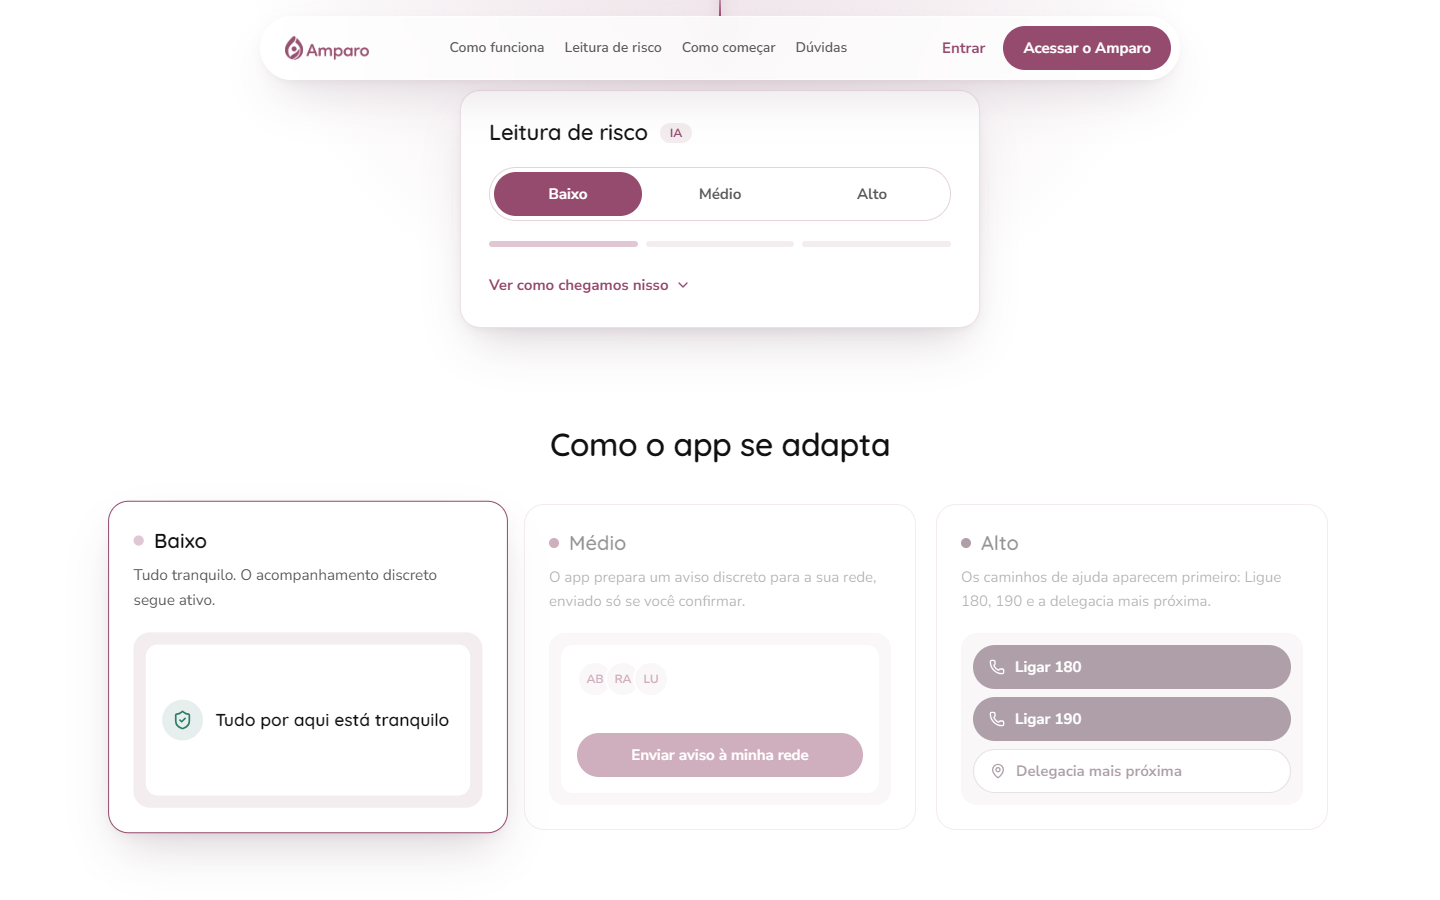 Amparo
Como funciona
Leitura de risco
Como começar
Dúvidas
Entrar
Acessar o Amparo
Leitura de risco
IA
Baixo
Médio
Alto
Ver como chegamos nisso
Como o app se adapta
Baixo
Tudo tranquilo. O acompanhamento discreto
segue ativo.
Tudo por aqui está tranquilo
Médio
O app prepara um aviso discreto para a sua rede,
enviado só se você confirmar.
AB
RA
LU
Enviar aviso à minha rede
Alto
Os caminhos de ajuda aparecem primeiro: Ligue
180, 190 e a delegacia mais próxima.
Ligar 180
Ligar 190
Delegacia mais próxima